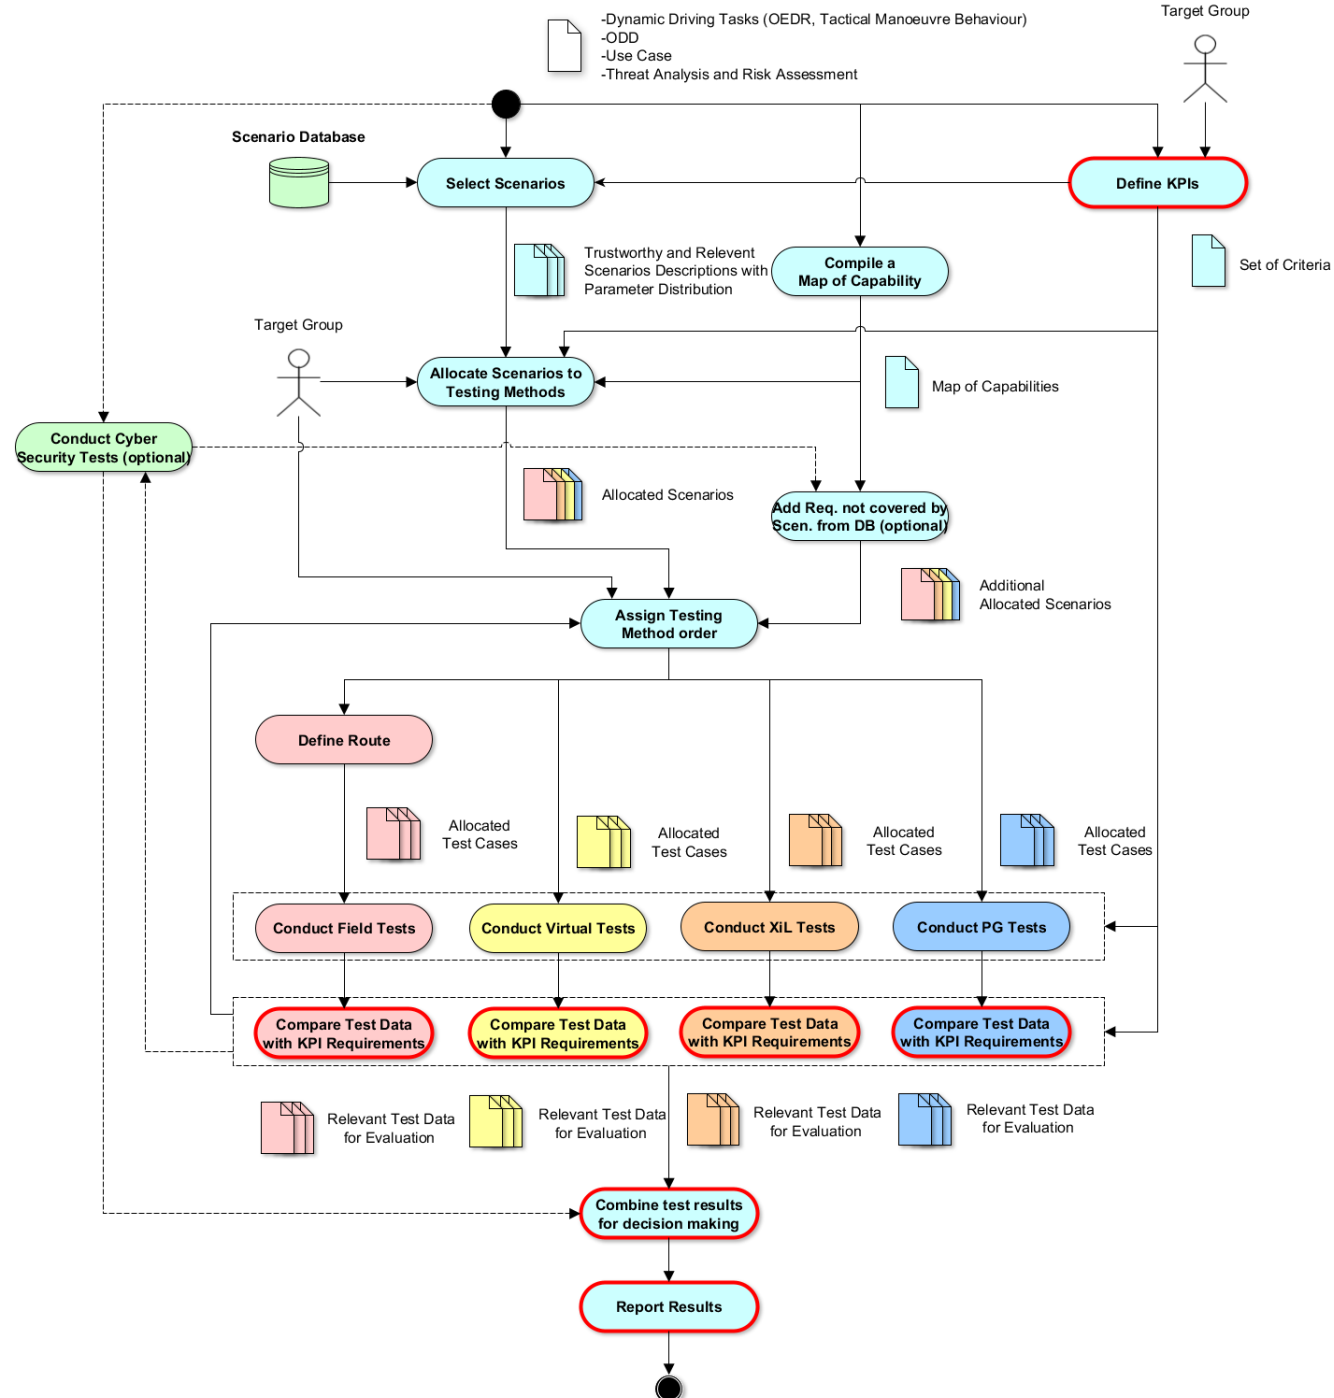 -Dynamic Driving Tasks (OEDR, Tactical Manoeuvre Behaviour)
-ODD
-Use Case
-Threat Analysis and Risk Assessment
Target Group
Scenario Database
Select Scenarios
Define KPIs
Trustworthy and Relevent
Scenarios Descriptions with
Parameter Distribution
Compile a
Map of Capability
Set of Criteria
Target Group
Allocate Scenarios to
Testing Methods
Map of Capabilities
Conduct Cyber
Security Tests (optional)
Allocated Scenarios
Add Req. not covered by
Scen. from DB (optional)
Additional
Allocated Scenarios
Assign Testing
Method order
Define Route
Allocated
Test Cases
Allocated
Test Cases
Allocated
Test Cases
Allocated
Test Cases
Conduct Field Tests
Conduct Virtual Tests
Conduct XiL Tests
Conduct PG Tests
Compare Test Data
with KPI Requirements
Compare Test Data
with KPI Requirements
Compare Test Data
with KPI Requirements
Compare Test Data
with KPI Requirements
Relevant Test Data
for Evaluation
Relevant Test Data
for Evaluation
Relevant Test Data
for Evaluation
Relevant Test Data
for Evaluation
Combine test results
for decision making
Report Results